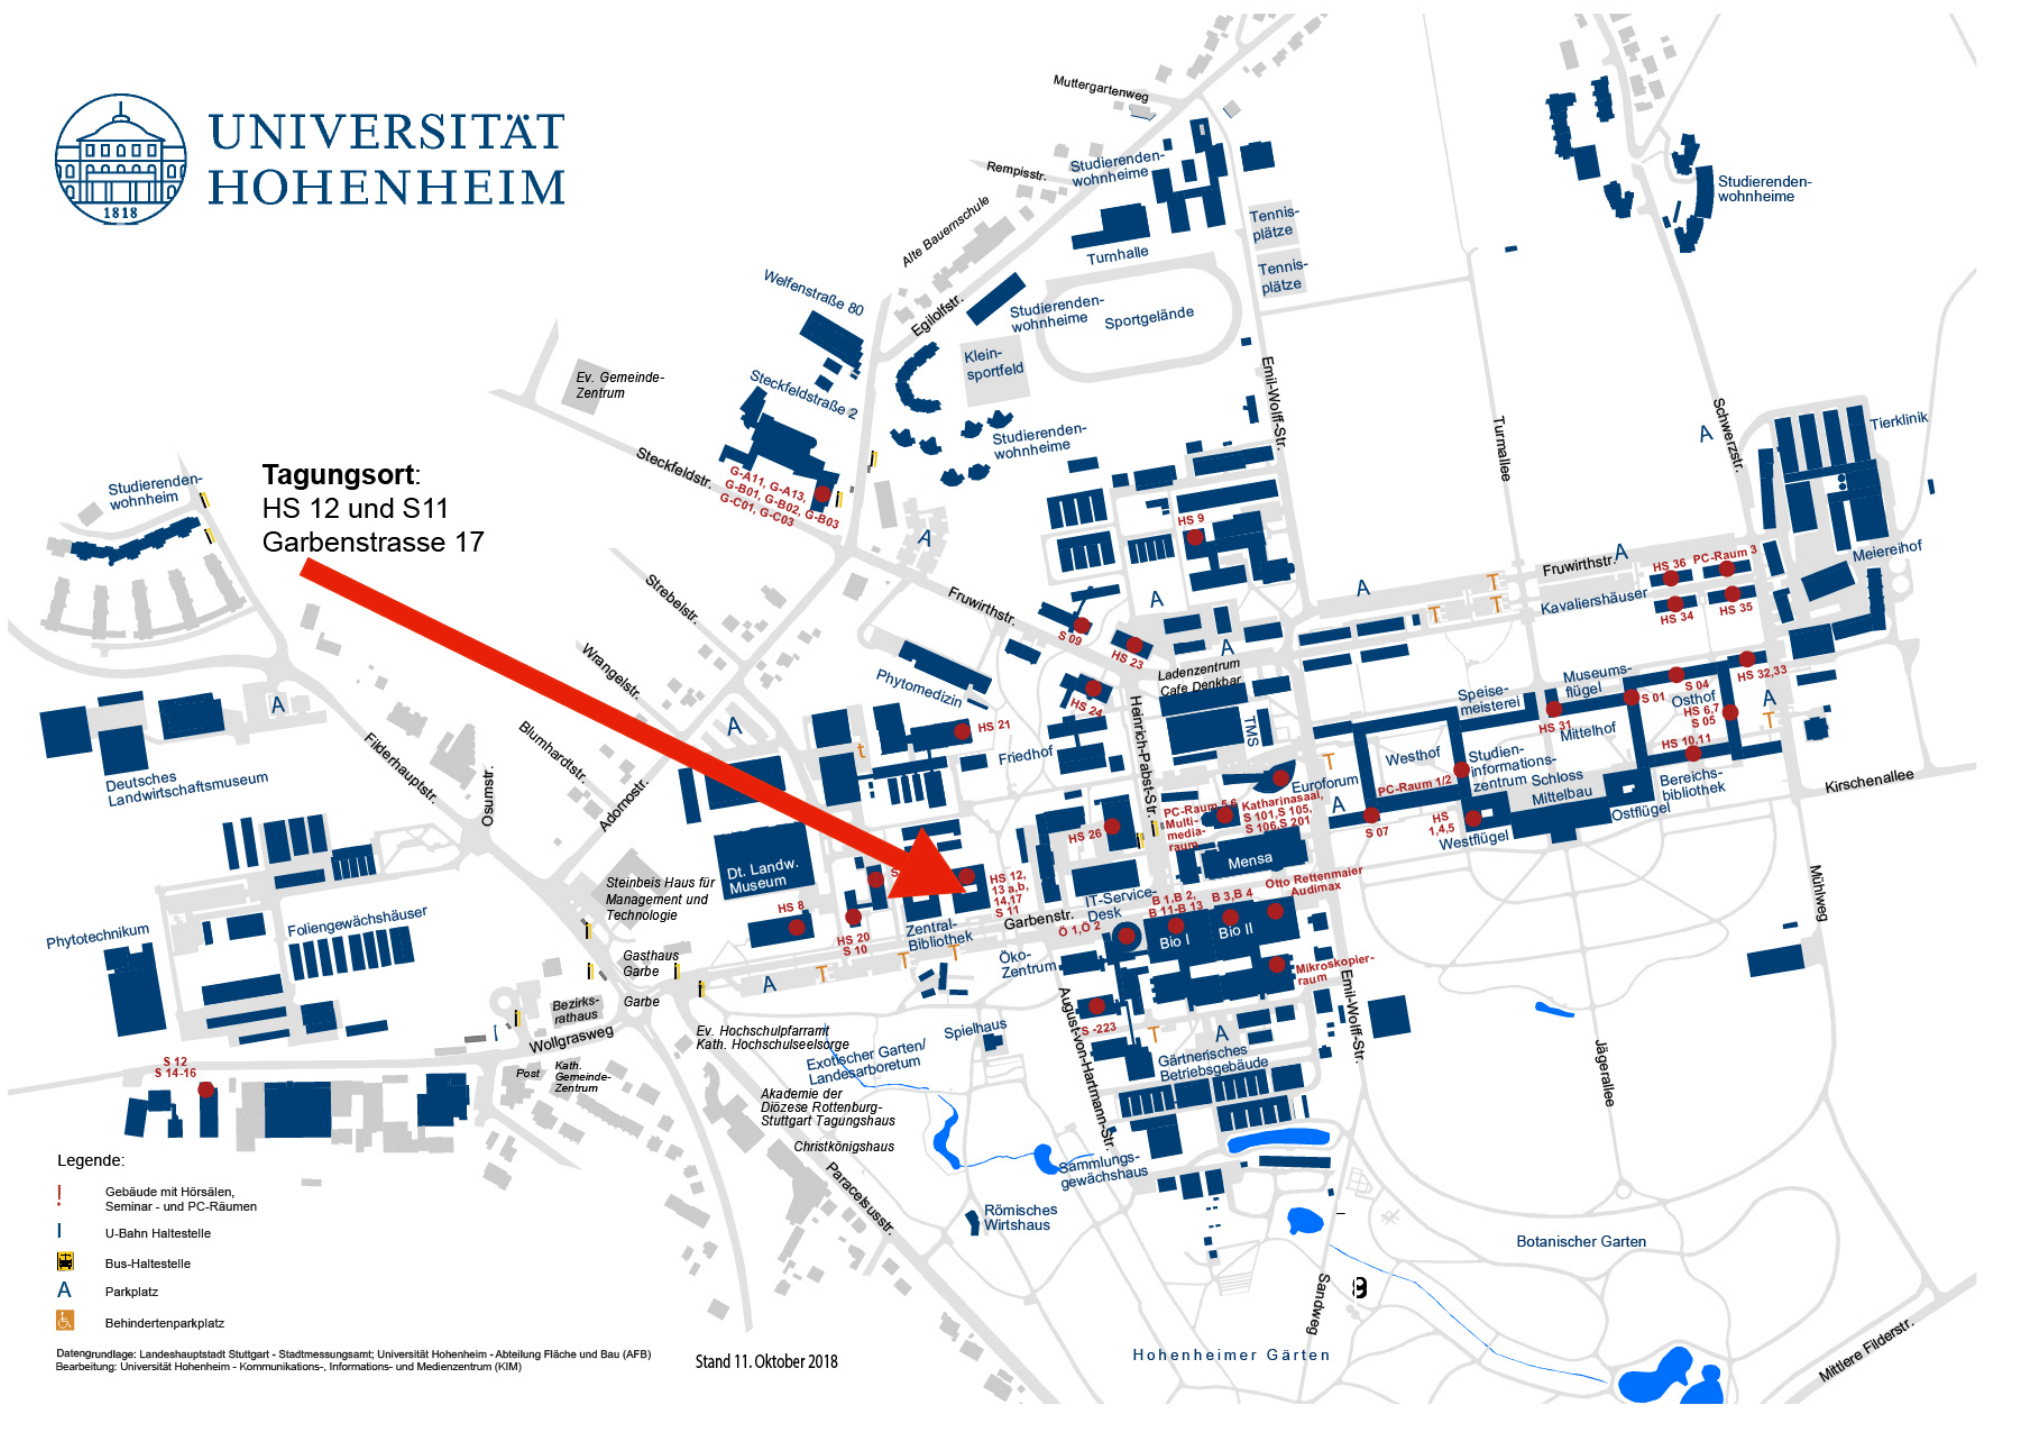 UNIVERSITÄT
HOHENHEIM
1818
Tagungsort:
HS 12 und S11
Garbenstrasse 17
Muttergartenweg
Rempisstr.
Studierenden-
wohnheime
Alte Bauernschule
Turnhalle
Tennis-
plätze
Tennis-
plätze
Studierenden-
wohnheime
Welfenstraße 80
Egilolfstr.
Studierenden-
wohnheime
Sportgelände
Klein-
sportfeld
Ev. Gemeinde-
Zentrum
Steckfeldstraße 2
Studierenden-
wohnheime
Emil-Wolff-Str.
Turmallee
Schwerzstr.
A
Tierklinik
Steckfeldstr.
G-A11, G-A13,
G-B01, G-B02, G-B03
G-C01, G-C03
Studierenden-
wohnheim
A
HS 9
A
Fruwirthstr.
A
A
T
T
T
HS 36
PC-Raum 3
Meiereihof
Kavaliershäuser
HS 34
HS 35
Strebelstr.
Fruwirthstr.
S 09
HS 23
A
Ladenzentrum
Cafe Denkbar
Wrangelstr.
Phytomedizin
HS 24
Heinrich-Pabst-Str.
TMS
Museums-
flügel
Speise-
meisterei
S 01
S 04
Osthof
HS 6,7
S 05
HS 32,33
A
T
HS 31
Mittelhof
HS 10,11
A
A
Blumhardtstr.
Filderhauptstr.
Deutsches
Landwirtschaftsmuseum
t
HS 21
Friedhof
T
Westhof
Studien-
informations-
zentrum
Schloss
Mittelbau
Bereichs-
bibliothek
Ostflügel
Kirschenallee
Euroforum
A
PC-Raum 1/2
S 07
HS
1,4,5
Westflügel
Osumstr.
Adornostr.
HS 26
PC-Raum 5,6
Multi-
media-
raum
Katharinasaal,
S 101,S 105,
S 106,S 201
Mensa
Dt. Landw.
Museum
Steinbeis Haus für
Management und
Technologie
S
HS 12,
13 a,b,
14,17
S 11
HS 8
HS 20
S 10
Zentral-
Bibliothek
Garbenstr.
IT-Service-
Desk
Ö 1,Ö 2
B 1,B 2,
B 11-B 13
B 3,B 4
Otto Rettenmaier
Audimax
Bio I
Bio II
Öko-
Zentrum
Mikroskopier-
raum
Mühlweg
Phytotechnikum
Foliengewächshäuser
Gasthaus
Garbe
Garbe
A
T
T
T
Bezirks-
rathaus
Wollgrasweg
Post
Kath.
Gemeinde-
Zentrum
Ev. Hochschulpfarramt
Kath. Hochschulseelsorge
Exotischer Garten/
Landesarboretum
Spielhaus
August-von-Hartmann-Str.
S -223
T
A
Gärtnerisches
Betriebsgebäude
Emil-Wolff-Str.
Jägerallee
S 12
S 14-16
Akademie der
Diözese Rottenburg-
Stuttgart Tagungshaus
Christkönigshaus
Paracelsusstr.
Sammlungs-
gewächshaus
Römisches
Wirtshaus
Botanischer Garten
Sandweg
Hohenheimer Gärten
Mittlere Filderstr.
Legende:
! Gebäude mit Hörsälen,
Seminar - und PC-Räumen
I U-Bahn Haltestelle
Bus-Haltestelle
A Parkplatz
Behindertenparkplatz
Datengrundlage: Landeshauptstadt Stuttgart - Stadtmessungsamt; Universität Hohenheim - Abteilung Fläche und Bau (AFB)
Bearbeitung: Universität Hohenheim - Kommunikations-, Informations- und Medienzentrum (KIM)
Stand 11. Oktober 2018